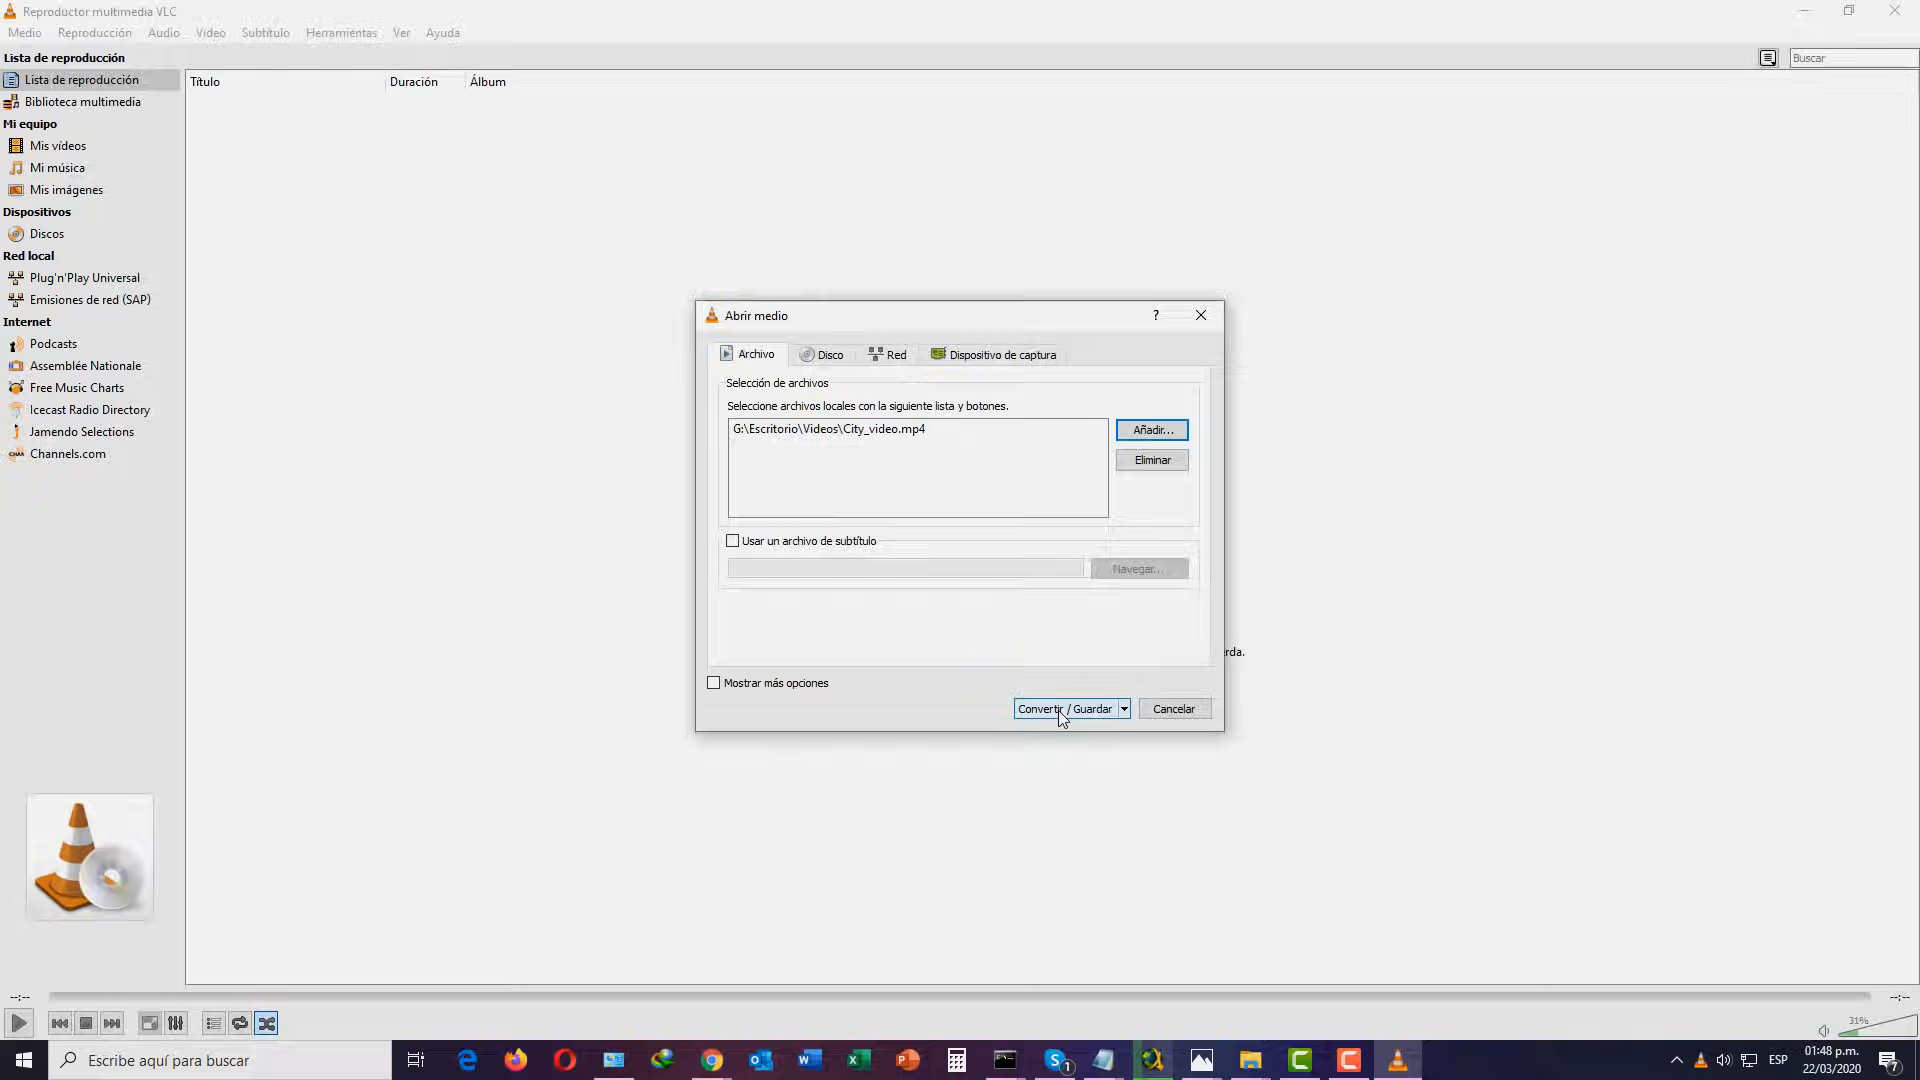 Reproductor multimedia VLC
Medio Reproducción Audio Vídeo Subtítulo Herramientas Ver Ayuda
Lista de reproducción
Buscar
Lista de reproducción
Título Duración Álbum
Biblioteca multimedia
Mi equipo
Mis vídeos
Mi música
Mis imágenes
Dispositivos
Discos
Red local
Plug'n'Play Universal
Emisiones de red (SAP)
Internet
Podcasts
Assemblée Nationale
Free Music Charts
Icecast Radio Directory
Jamendo Selections
Channels.com
Abrir medio
?
Archivo Disco Red Dispositivo de captura
Selección de archivos
Seleccione archivos locales con la siguiente lista y botones.
G:\Escritorio\Videos\City_video.mp4
Añadir...
Eliminar
Usar un archivo de subtítulo
Navegar...
rda.
Mostrar más opciones
Convertir / Guardar Cancelar
--:-- --:--
31%
Escribe aquí para buscar
1
ESP
01:48 p.m.
22/03/2020
7